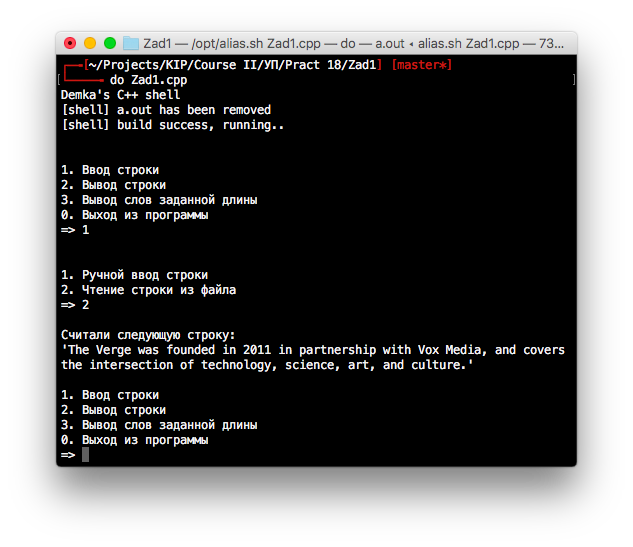 Zad1 — /opt/alias.sh Zad1.cpp — do — a.out ◂ alias.sh Zad1.cpp — 73...
[~/Projects/KIP/Course II/УП/Pract 18/Zad1] [master*]
do Zad1.cpp
Demka's C++ shell
[shell] a.out has been removed
[shell] build success, running..
1. Ввод строки
2. Вывод строки
3. Вывод слов заданной длины
0. Выход из программы
=> 1
1. Ручной ввод строки
2. Чтение строки из файла
=> 2
Считали следующую строку:
'The Verge was founded in 2011 in partnership with Vox Media, and covers
the intersection of technology, science, art, and culture.'
1. Ввод строки
2. Вывод строки
3. Вывод слов заданной длины
0. Выход из программы
=>